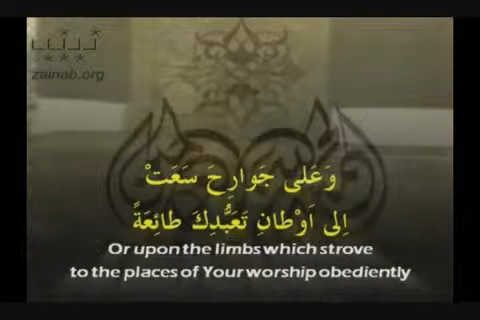 zainab.org
وَعَلى جَوارِحَ سَعَتْ
اِلى اَوْطانِ تَعَبُّدِكَ طائِعَةً
Or upon the limbs which strove
to the places of Your worship obediently